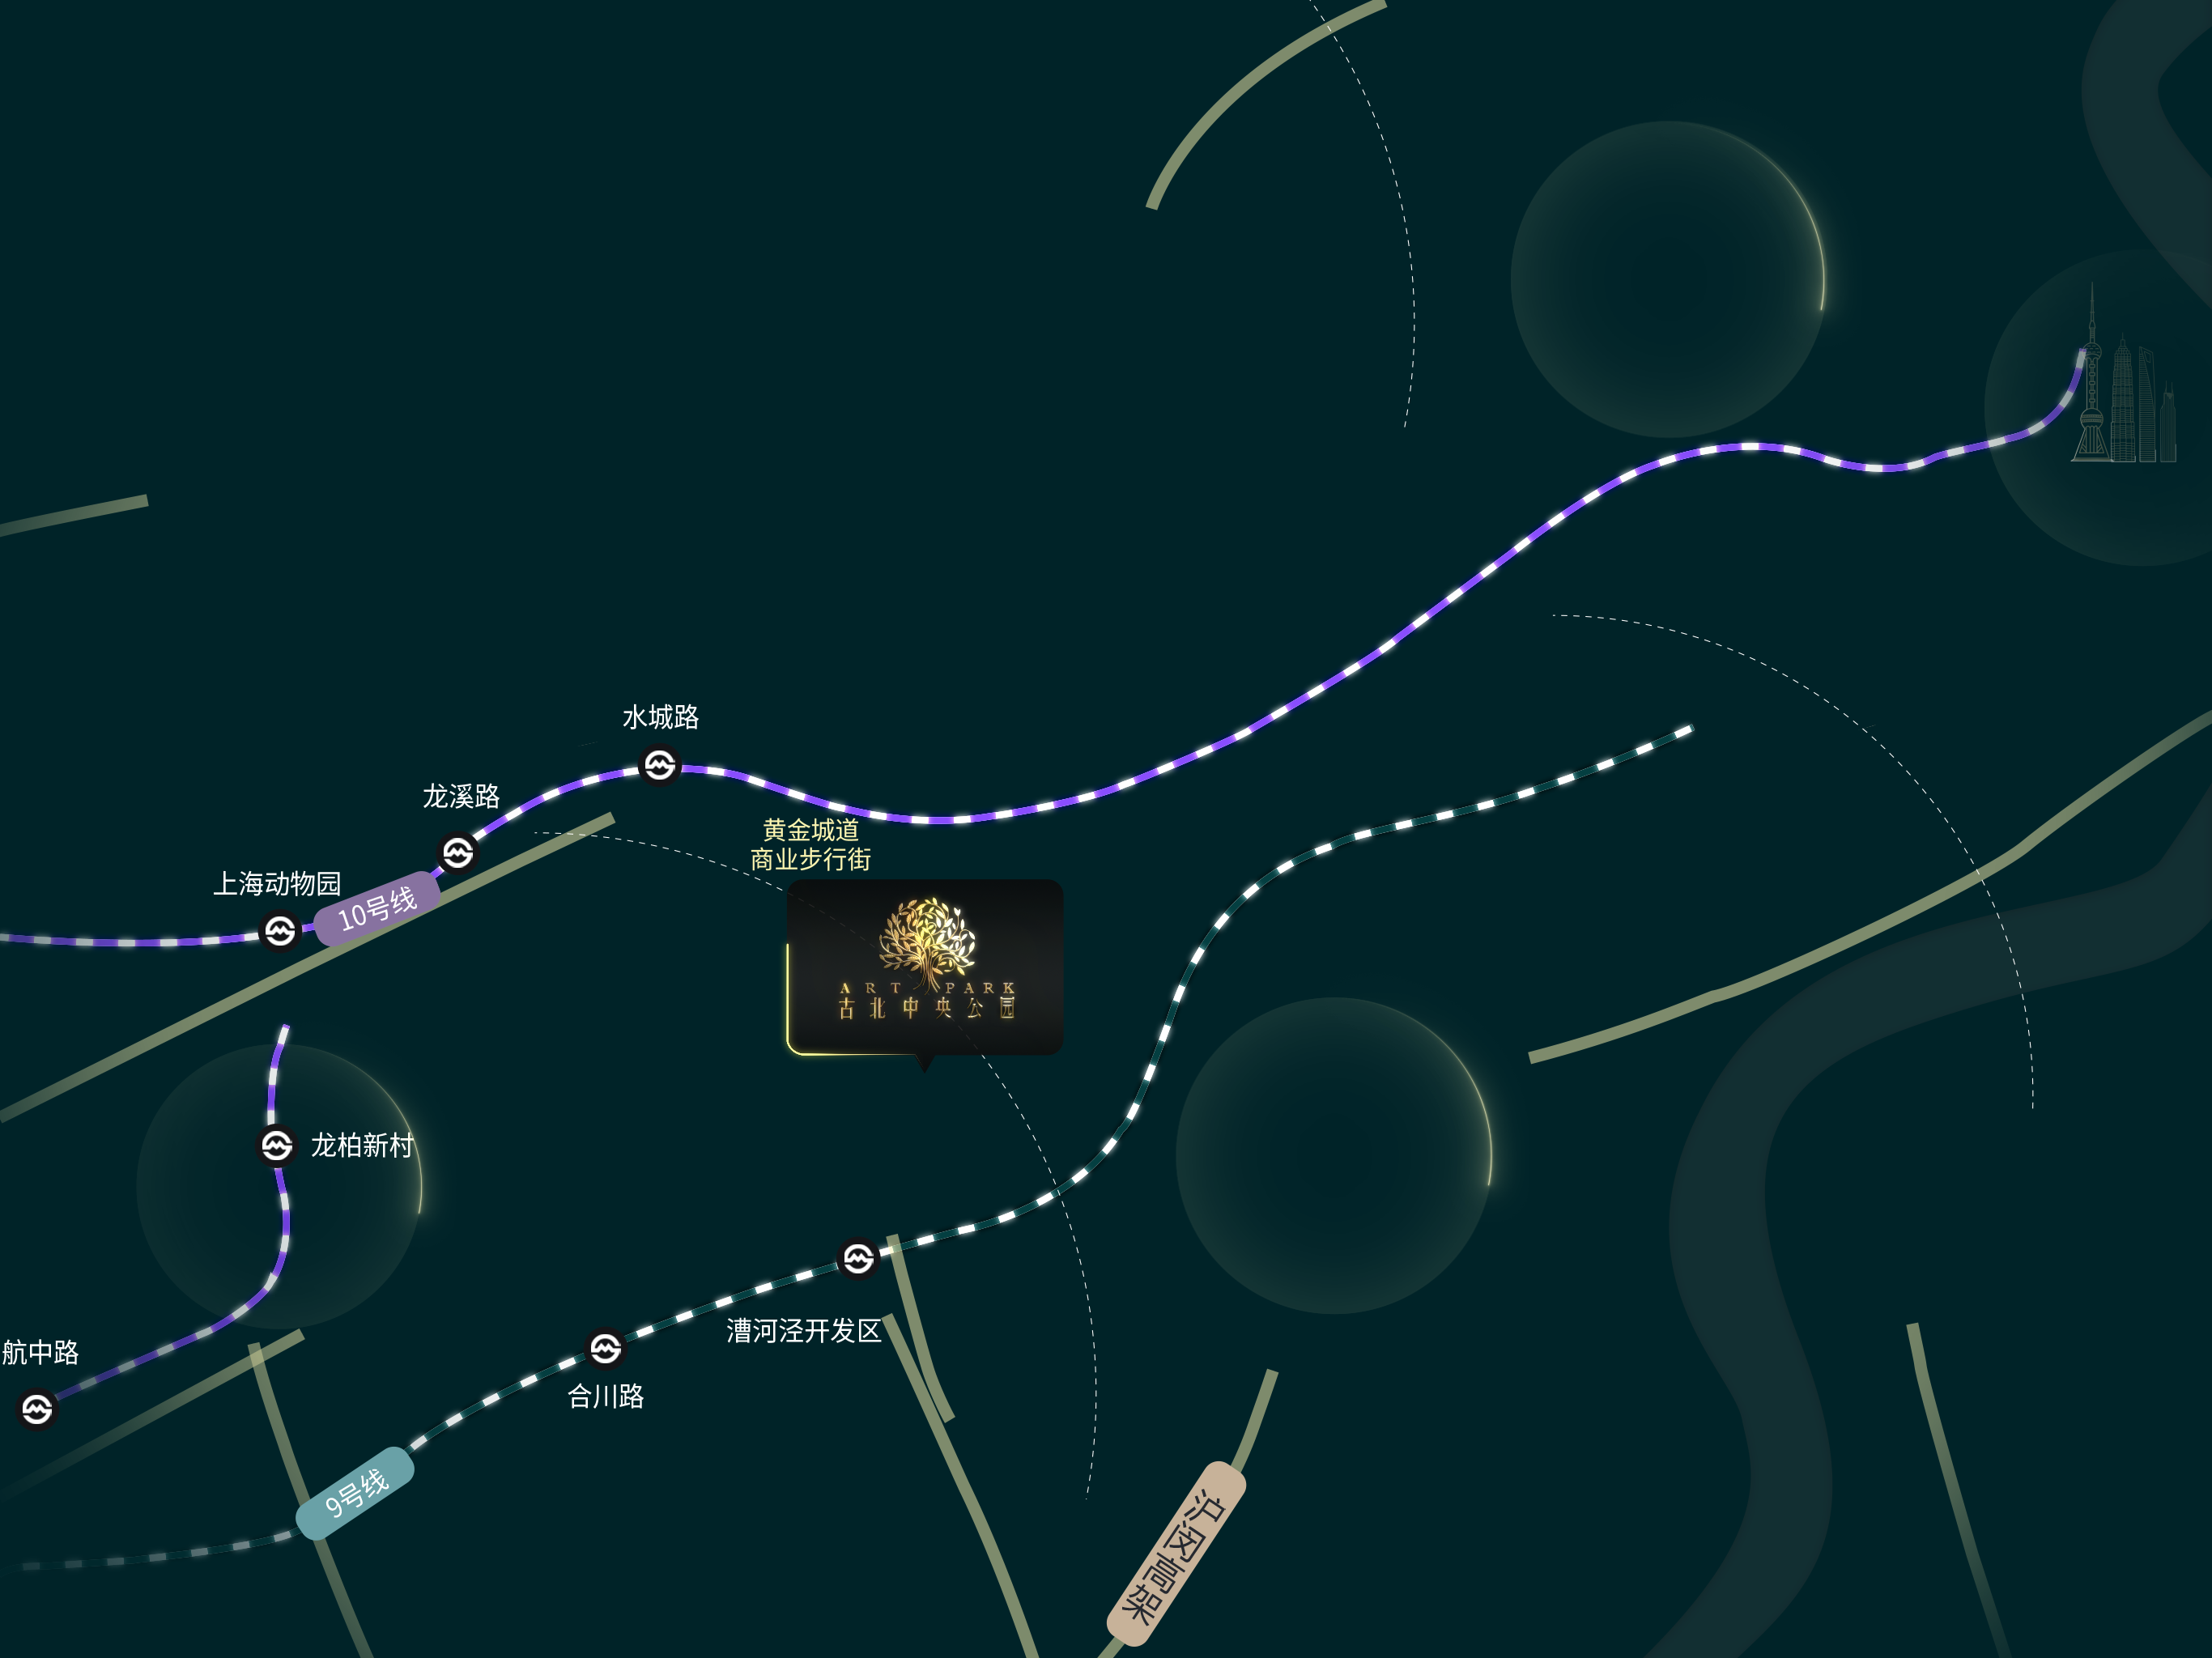 水城路
龙溪路
黄金城道
商业步行街
上海动物园
10号线
ART PARK
古北中央公园
龙柏新村
漕河泾开发区
航中路
合川路
9号线
沪闵高架